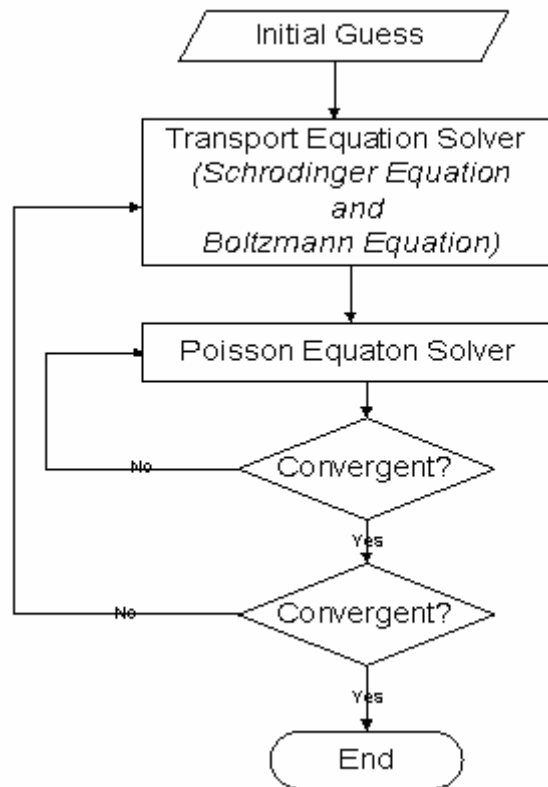 Initial Guess
Transport Equation Solver
(Schrodinger Equation
and
Boltzmann Equation)
Poisson Equaton Solver
Convergent?
No
Yes
Convergent?
No
Yes
End